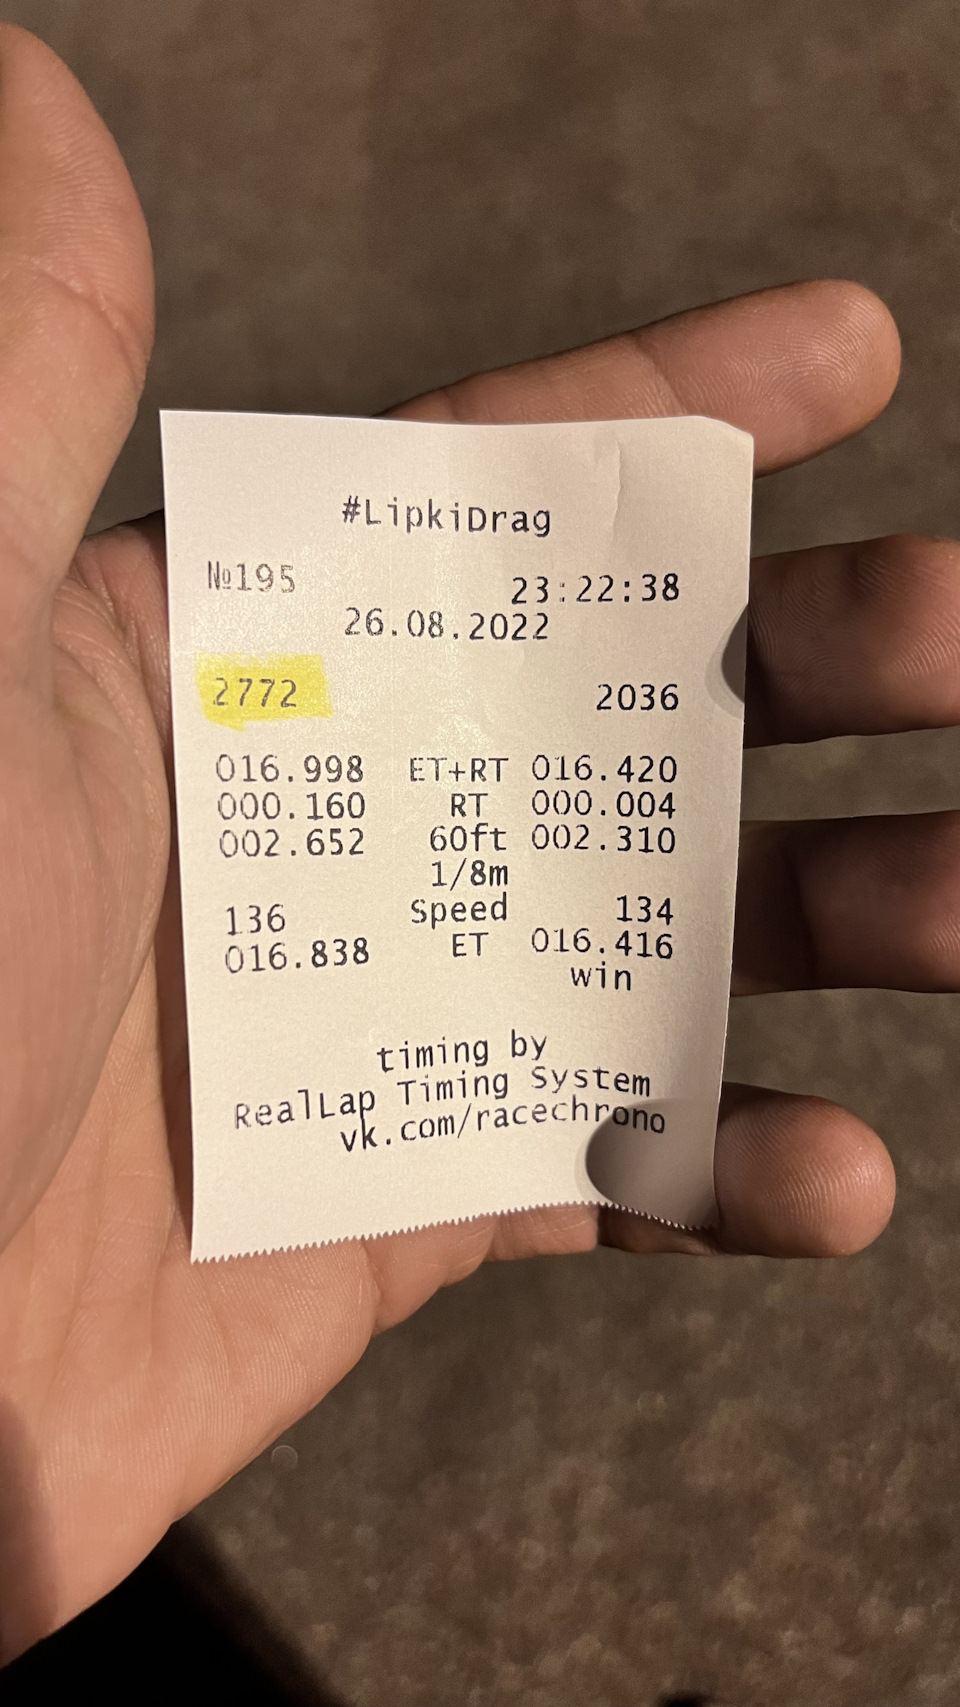 #LipkiDrag
№195 23:22:38
26.08.2022
2772 2036
016.998 ET+RT 016.420
000.160 RT 000.004
002.652 60ft 002.310
1/8m
136 Speed 134
016.838 ET 016.416
win
timing by
RealLap Timing System
vk.com/racechrono